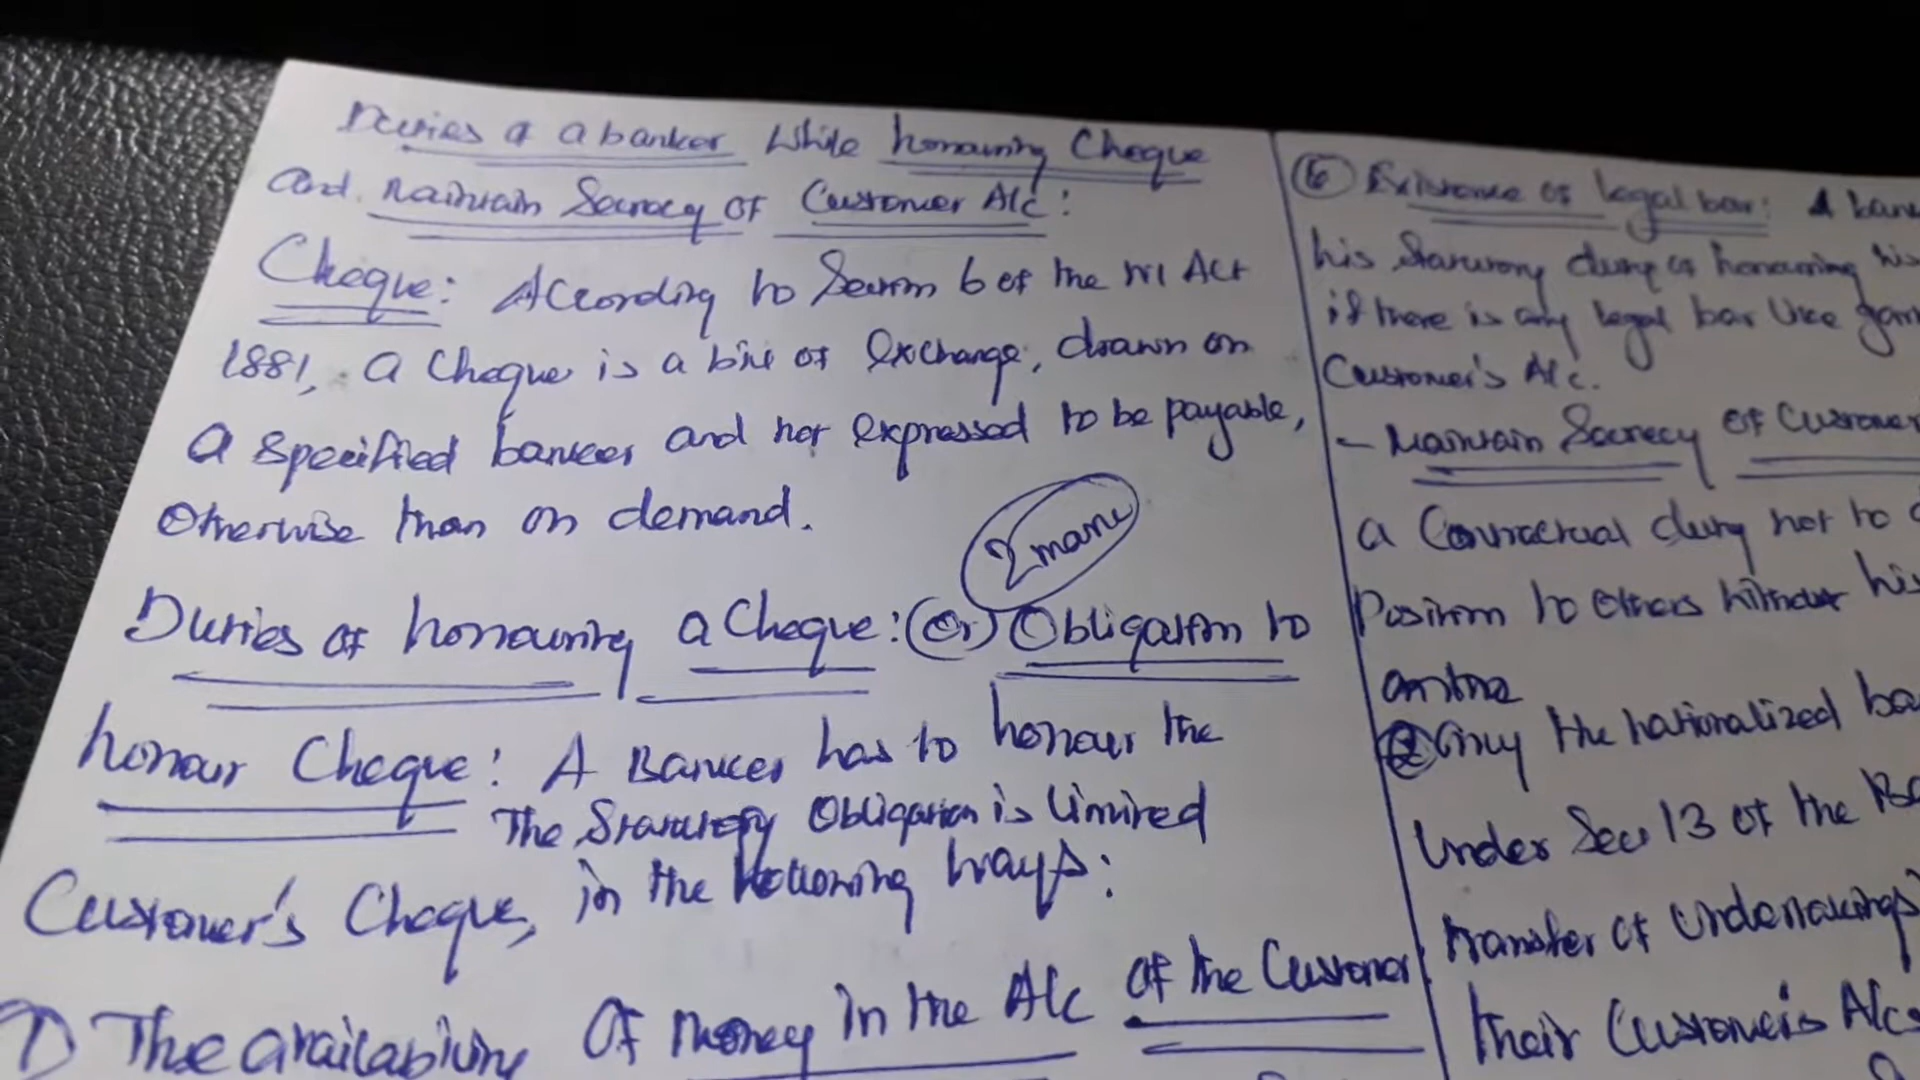 Duties of a banker while honouring Cheque
and maintain Secrecy of Customer A/c:
Cheque: According to Section 6 of the NI Act
1881, a Cheque is a bill of exchange, drawn on
a specified banker and not expressed to be payable,
Otherwise than on demand.
2 mark
Duties of honouring a Cheque: (or) Obligation to
honour Cheque: A Banker has to honour the
The Statutory Obligation is limited
Customer's Cheque, in the following ways:
1) The availability of money in the A/c of the Customer
6 Existence of legal bar: A bank
his Statutory duty of honouring his
if there is any legal bar like garn
Customer's A/c.
- Maintain Secrecy of Customer
a Contractual duty not to d
Position to others without his
Only the nationalized ba
Under Sec 13 of the Ba
transfer of Undertakings
their Customer's A/cs